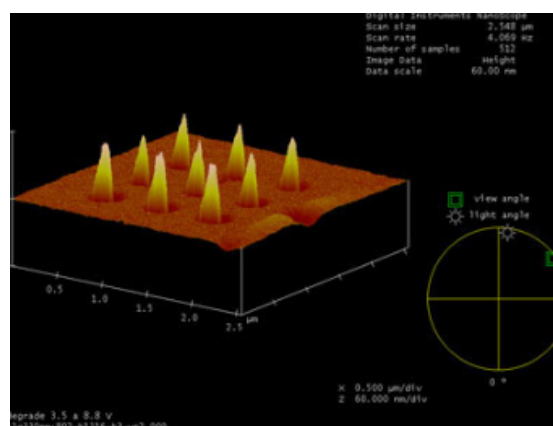 Digital Instruments NanoScope
Scan size 2.548 µm
Scan rate 4.069 Hz
Number of samples 512
Image Data Height
Data scale 60.00 nm
view angle
light angle
0.5
1.0
1.5
2.0
2.5
µm
0 °
X 0.500 µm/div
Z 60.000 nm/div
degrade 3.5 a 8.8 V